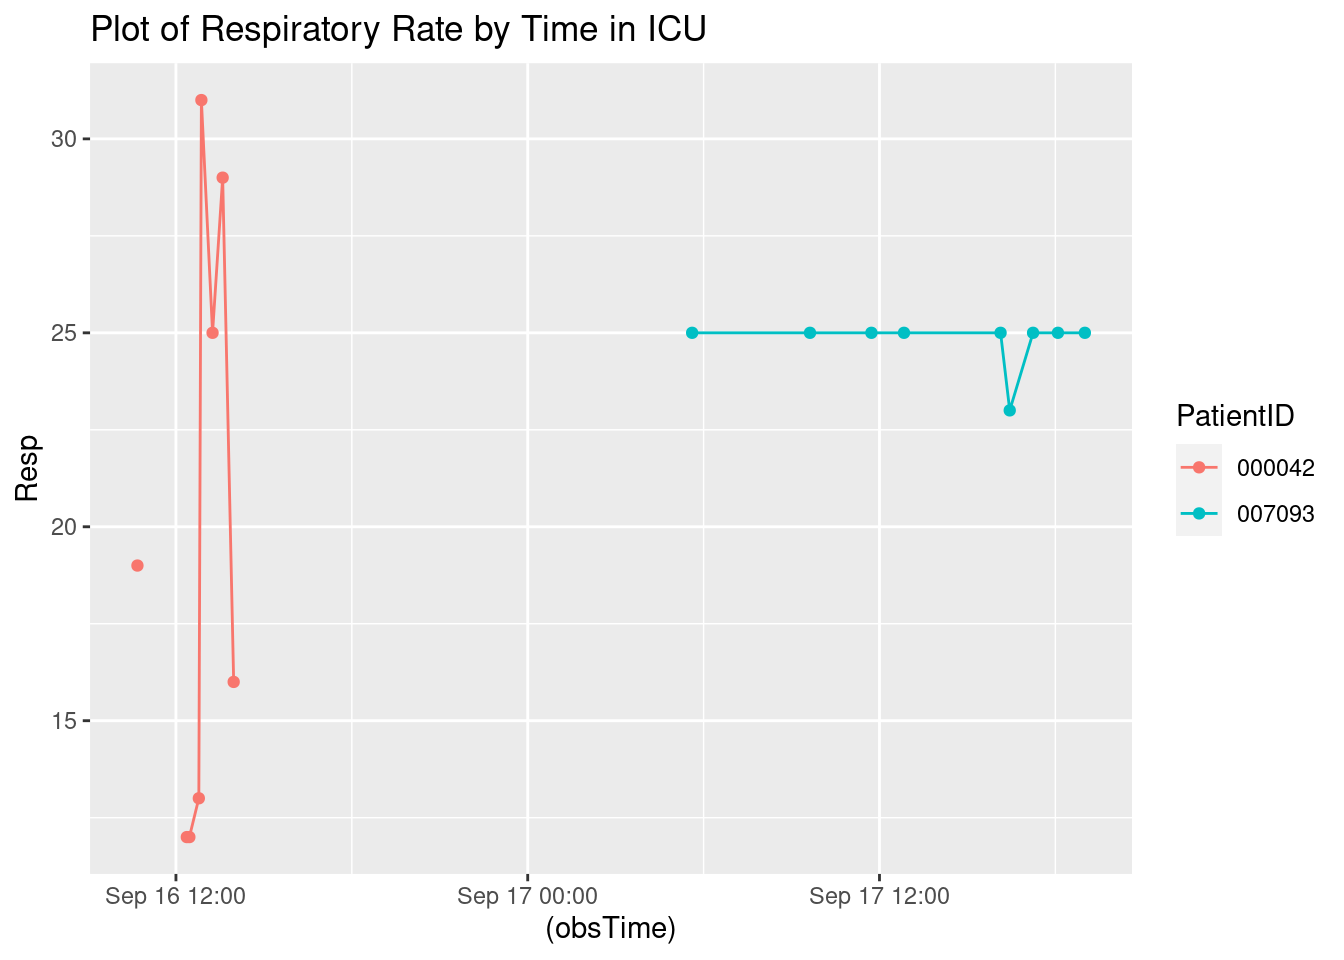 Plot of Respiratory Rate by Time in ICU
30
25
20
15
Resp
Sep 16 12:00
Sep 17 00:00
Sep 17 12:00
(obsTime)
PatientID
000042
007093